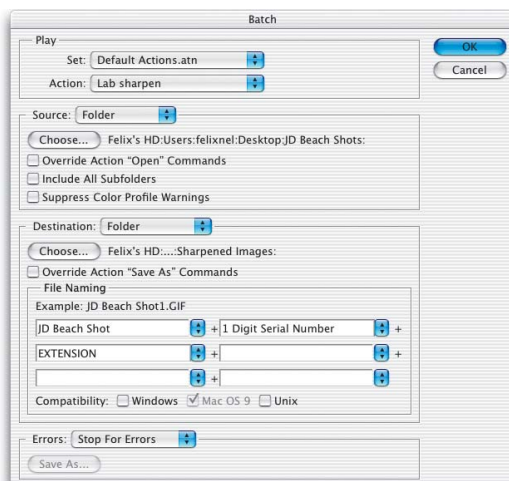 Batch
Play
Set: Default Actions.atn
OK
Action: Lab sharpen
Cancel
Source: Folder
Choose... Felix's HD:Users:felixnel:Desktop:JD Beach Shots:
Override Action "Open" Commands
Include All Subfolders
Suppress Color Profile Warnings
Destination: Folder
Choose... Felix's HD:...:Sharpened Images:
Override Action "Save As" Commands
File Naming
Example: JD Beach Shot1.GIF
JD Beach Shot + 1 Digit Serial Number +
EXTENSION + +
+
Compatibility: Windows Mac OS 9 Unix
Errors: Stop For Errors
Save As...